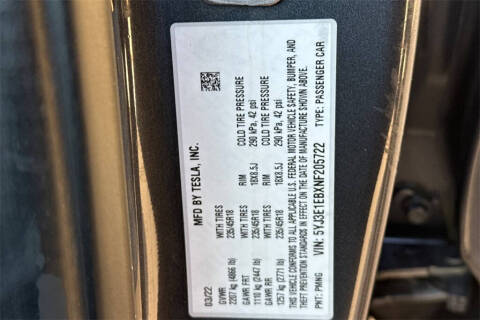 MFD BY TESLA, INC.
03/22
GVWR
2207 kg (4866 lb)
GAWR FRT WITH TIRES RIM COLD TIRE PRESSURE
1110 kg (2447 lb) 235/45R18 18X8.5J 290 kPa, 42 psi
GAWR RR WITH TIRES RIM COLD TIRE PRESSURE
1257 kg (2771 lb) 235/45R18 18X8.5J 290 kPa, 42 psi
THIS VEHICLE CONFORMS TO ALL APPLICABLE U.S. FEDERAL MOTOR VEHICLE SAFETY, BUMPER, AND
THEFT PREVENTION STANDARDS IN EFFECT ON THE DATE OF MANUFACTURE SHOWN ABOVE.
VIN: 5YJ3E1EBXNF205722 TYPE: PASSENGER CAR
PNT: PMNG